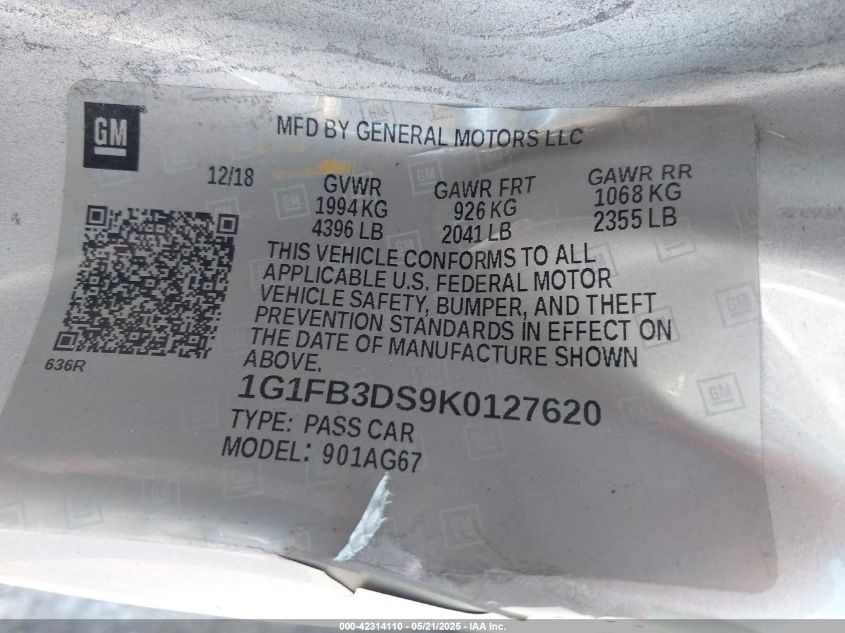 GM
MFD BY GENERAL MOTORS LLC
12/18
GVWR
1994 KG
4396 LB
GAWR FRT
926 KG
2041 LB
GAWR RR
1068 KG
2355 LB
THIS VEHICLE CONFORMS TO ALL
APPLICABLE U.S. FEDERAL MOTOR
VEHICLE SAFETY, BUMPER, AND THEFT
PREVENTION STANDARDS IN EFFECT ON
THE DATE OF MANUFACTURE SHOWN
ABOVE.
636R
1G1FB3DS9K0127620
TYPE: PASS CAR
MODEL: 901AG67
000-42314110 - 05/21/2025 - IAA Inc.